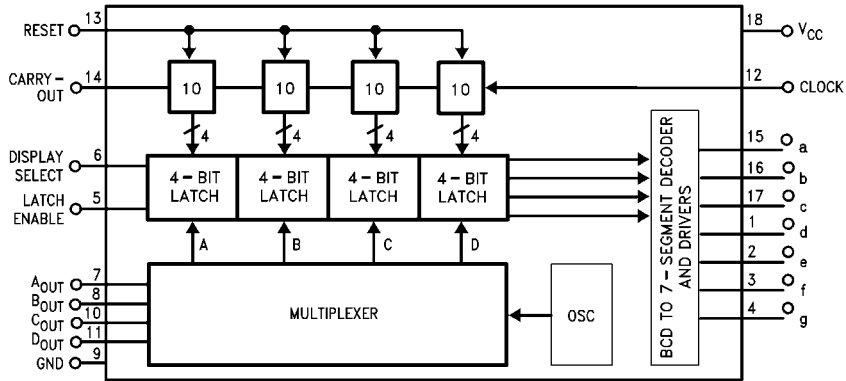 RESET 13
18 VCC
CARRY-
OUT 14
10 10 10 10
12 CLOCK
4 4 4 4
DISPLAY
SELECT 6
LATCH
ENABLE 5
4-BIT
LATCH
4-BIT
LATCH
4-BIT
LATCH
4-BIT
LATCH
A B C D
BCD TO 7-SEGMENT DECODER
AND DRIVERS
15 a
16 b
17 c
1 d
2 e
3 f
4 g
AOUT 7
BOUT 8
COUT 10
DOUT 11
GND 9
MULTIPLEXER
OSC